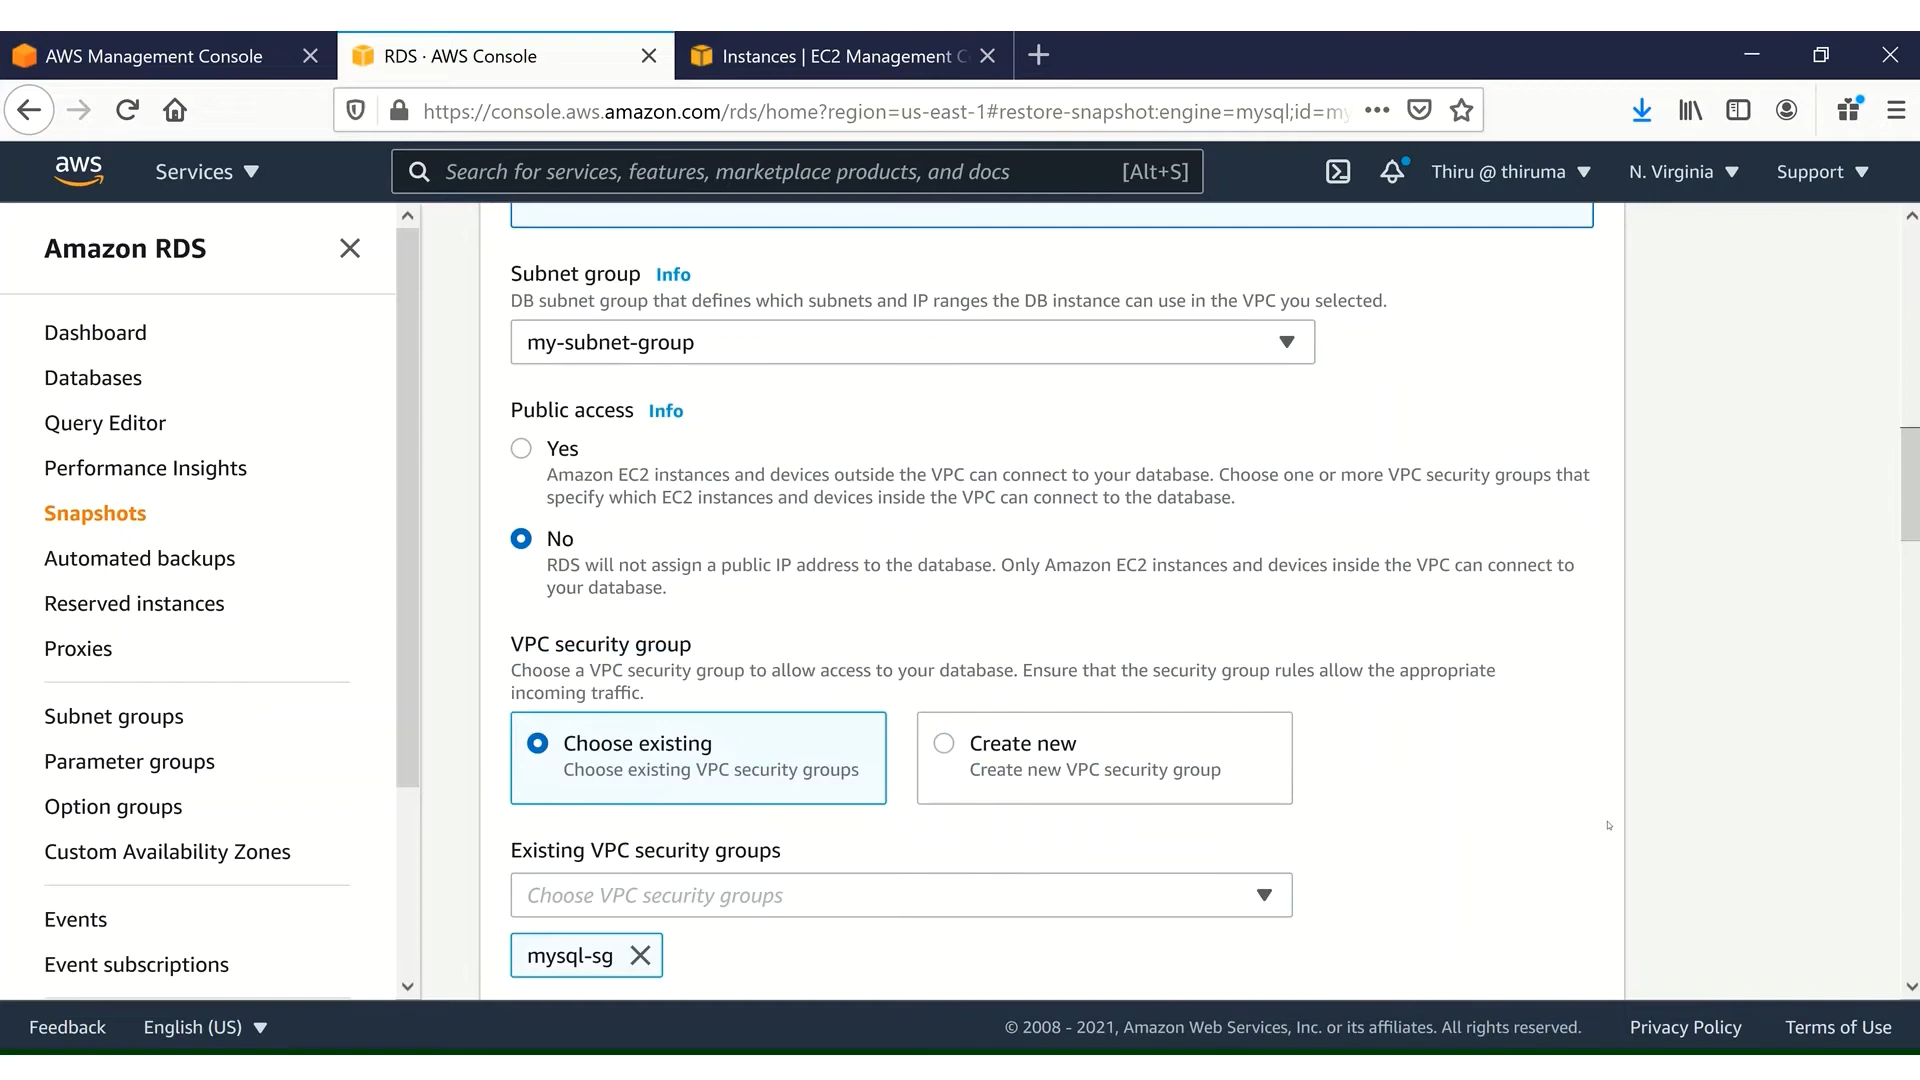 AWS Management Console
RDS · AWS Console
Instances | EC2 Management C
https://console.aws.amazon.com/rds/home?region=us-east-1#restore-snapshot:engine=mysql;id=my
aws
Services
Search for services, features, marketplace products, and docs
[Alt+S]
Thiru @ thiruma
N. Virginia
Support
Amazon RDS
Dashboard
Databases
Query Editor
Performance Insights
Snapshots
Automated backups
Reserved instances
Proxies
Subnet groups
Parameter groups
Option groups
Custom Availability Zones
Events
Event subscriptions
Subnet group Info
DB subnet group that defines which subnets and IP ranges the DB instance can use in the VPC you selected.
my-subnet-group
Public access Info
Yes
Amazon EC2 instances and devices outside the VPC can connect to your database. Choose one or more VPC security groups that
specify which EC2 instances and devices inside the VPC can connect to the database.
No
RDS will not assign a public IP address to the database. Only Amazon EC2 instances and devices inside the VPC can connect to
your database.
VPC security group
Choose a VPC security group to allow access to your database. Ensure that the security group rules allow the appropriate
incoming traffic.
Choose existing
Choose existing VPC security groups
Create new
Create new VPC security group
Existing VPC security groups
Choose VPC security groups
mysql-sg
Feedback
English (US)
© 2008 - 2021, Amazon Web Services, Inc. or its affiliates. All rights reserved.
Privacy Policy
Terms of Use